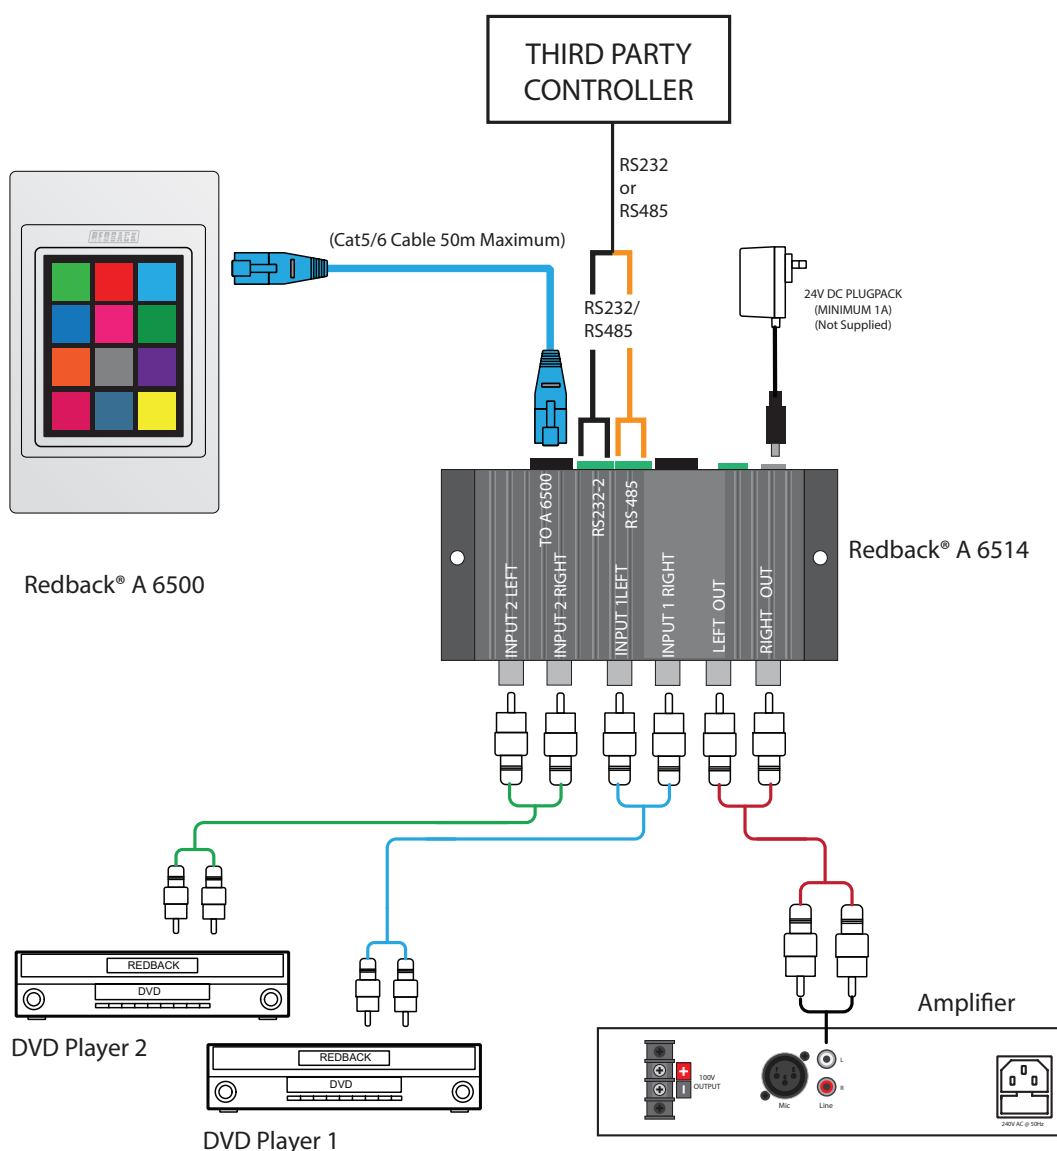 THIRD PARTY
CONTROLLER
RS232
or
RS485
REDBACK
(Cat5/6 Cable 50m Maximum)
RS232/
RS485
24V DC PLUGPACK
(MINIMUM 1A)
(Not Supplied)
TO A 6500
RS232-2
RS 485
Redback® A 6514
Redback® A 6500
INPUT 2 LEFT
INPUT 2 RIGHT
INPUT 1LEFT
INPUT 1 RIGHT
LEFT OUT
RIGHT OUT
REDBACK
DVD
DVD Player 2
REDBACK
DVD
DVD Player 1
Amplifier
+
-
100V
OUTPUT
Mic
L
R
Line
240V AC @ 50Hz